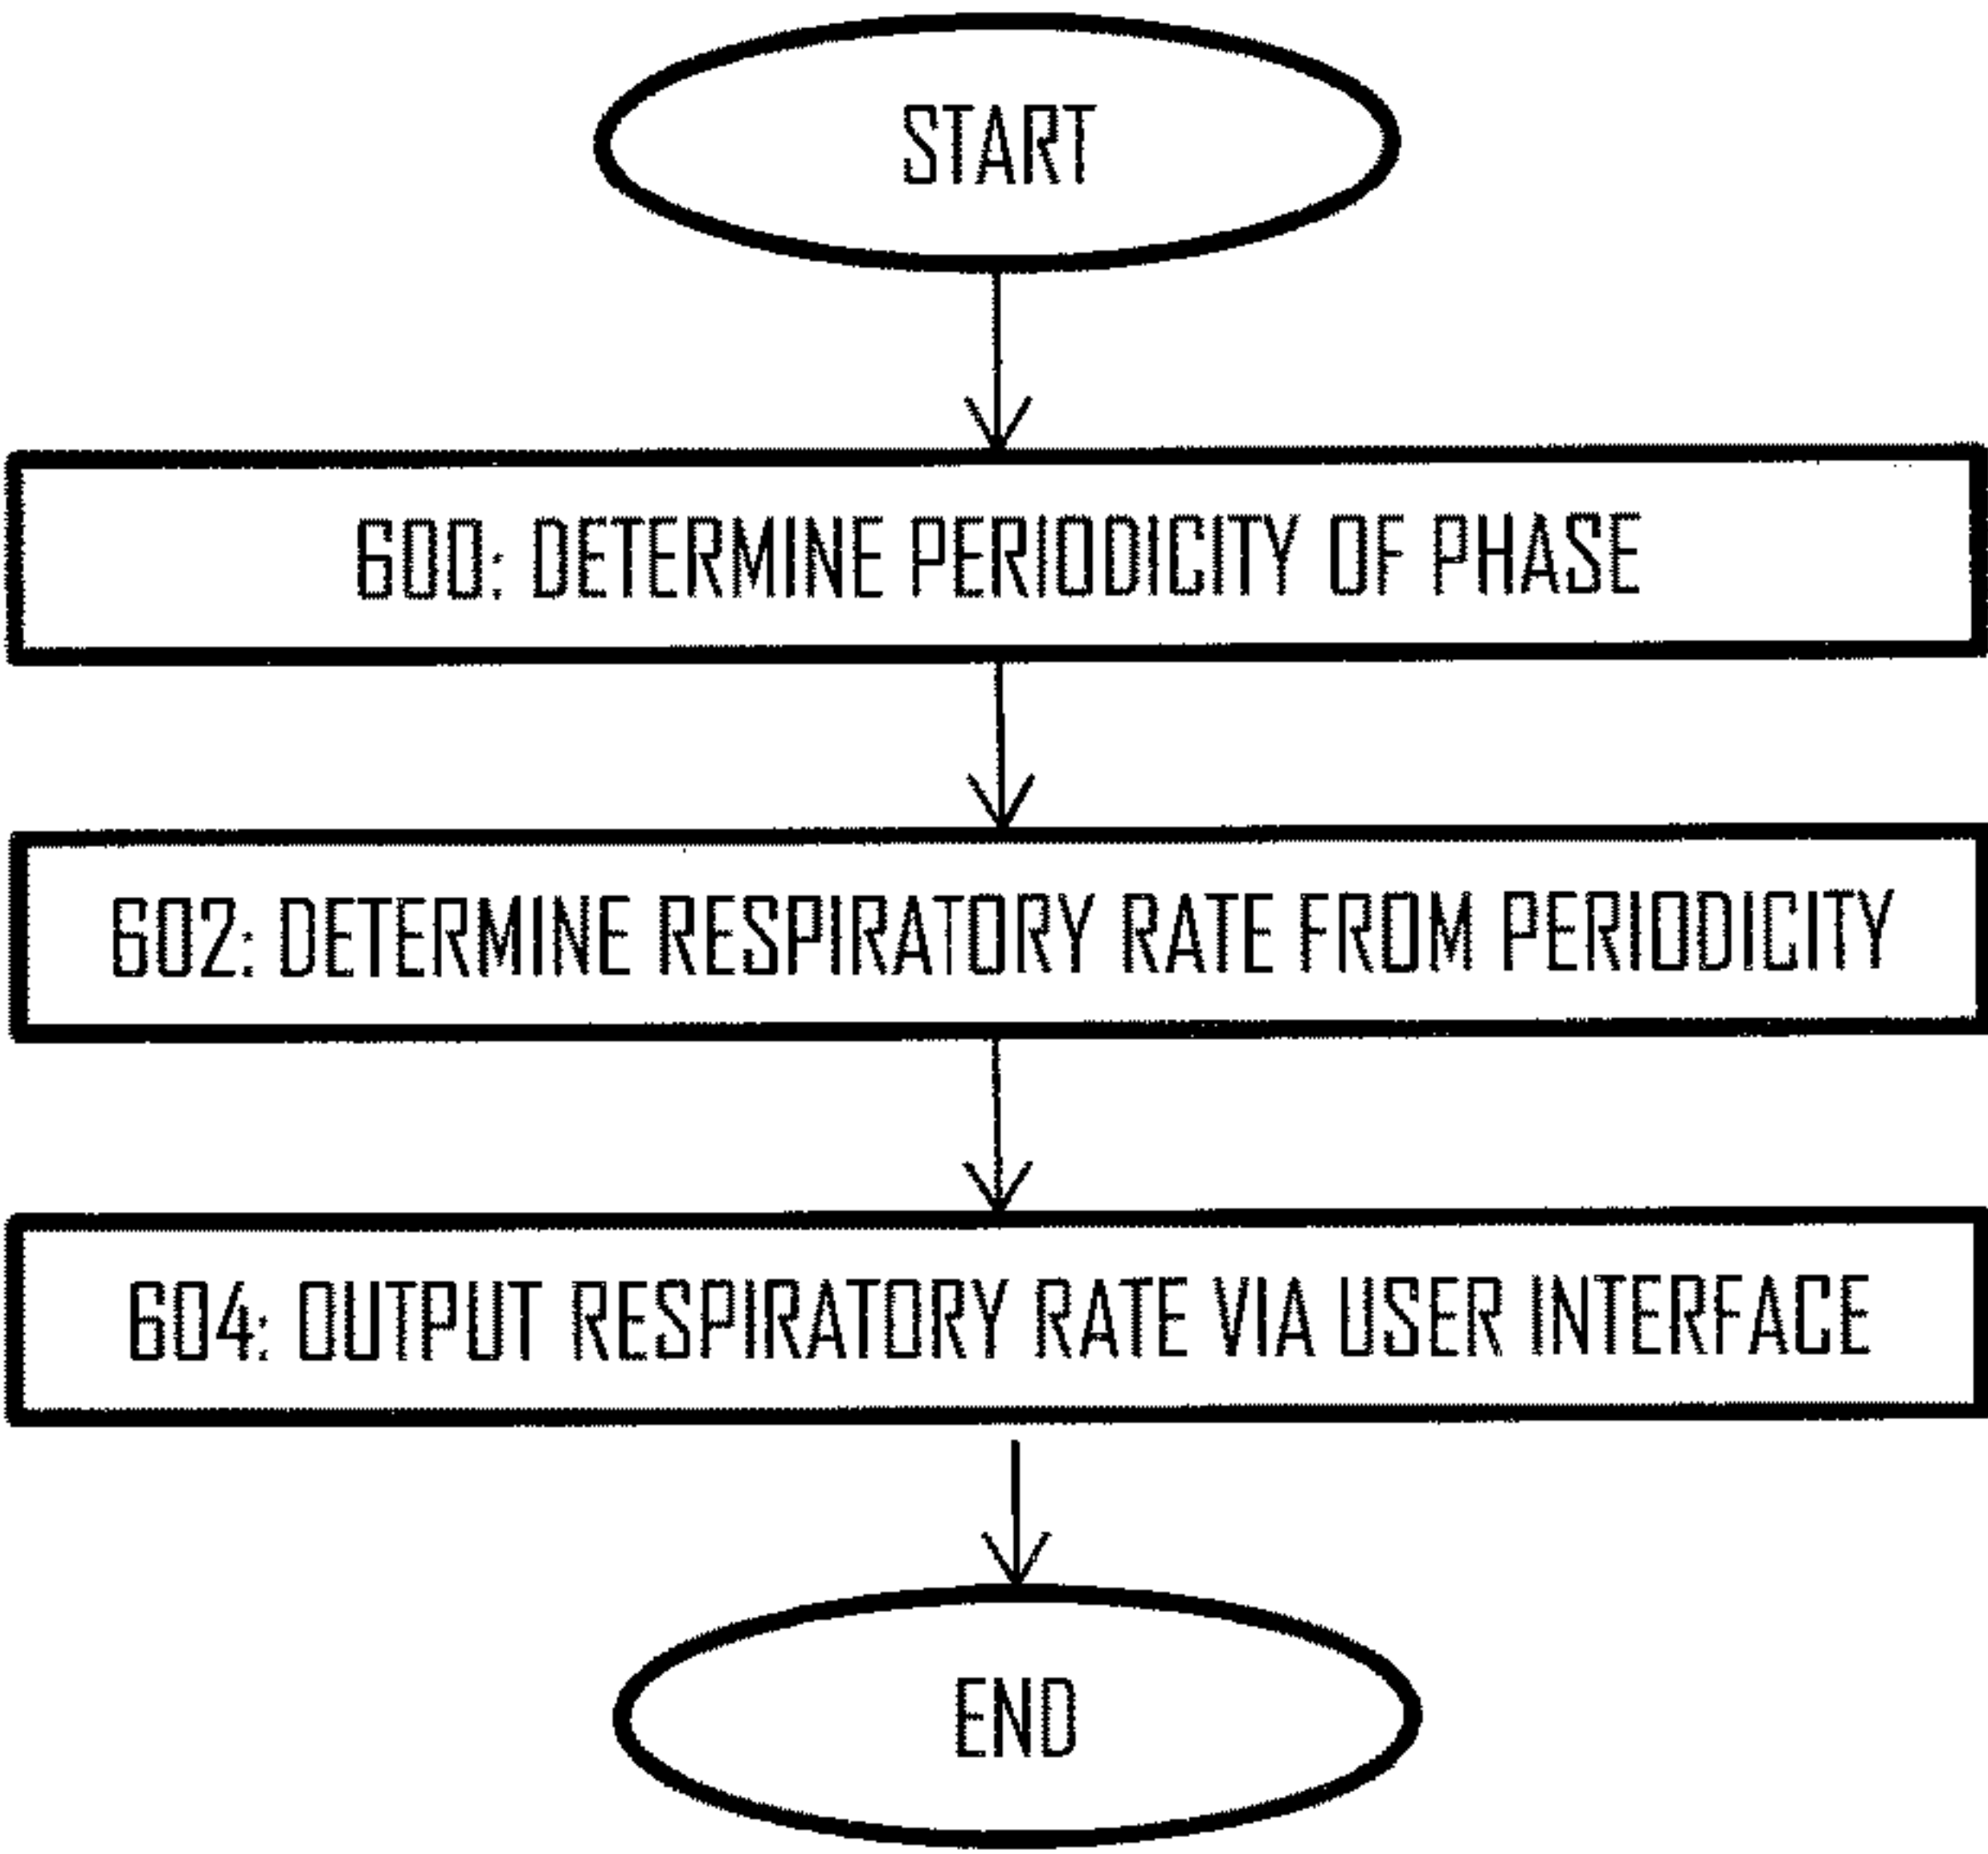 START
600: DETERMINE PERIODICITY OF PHASE
602: DETERMINE RESPIRATORY RATE FROM PERIODICITY
604: OUTPUT RESPIRATORY RATE VIA USER INTERFACE
END